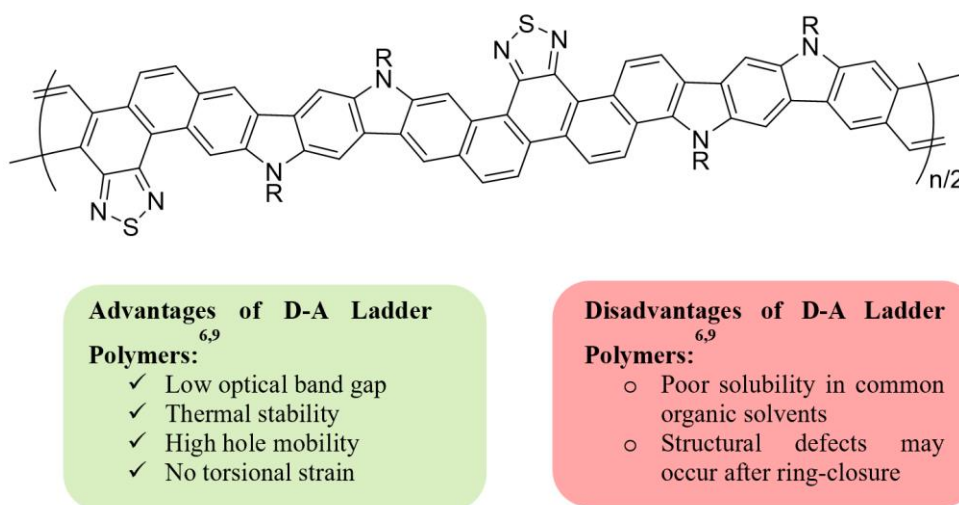 N S N
R
R
N
N
N
N
R
R
n/2
N N
S
Advantages of D-A Ladder
Polymers:6,9
✓ Low optical band gap
✓ Thermal stability
✓ High hole mobility
✓ No torsional strain
Disadvantages of D-A Ladder
Polymers:6,9
o Poor solubility in common
organic solvents
o Structural defects may
occur after ring-closure